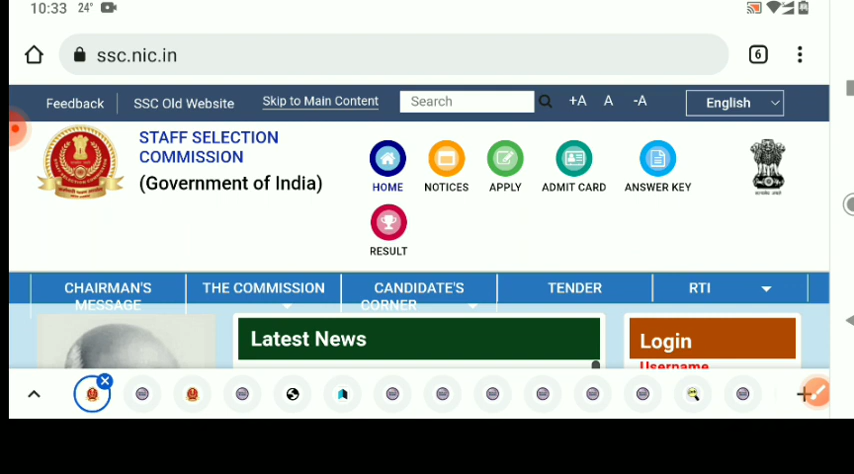 10:33 24°
ssc.nic.in
6
Feedback
SSC Old Website
Skip to Main Content
Search
+A A -A
English
STAFF SELECTION
COMMISSION
(Government of India)
HOME
NOTICES
APPLY
ADMIT CARD
ANSWER KEY
RESULT
CHAIRMAN'S
MESSAGE
THE COMMISSION
CANDIDATE'S
CORNER
TENDER
RTI
Latest News
Login
Username